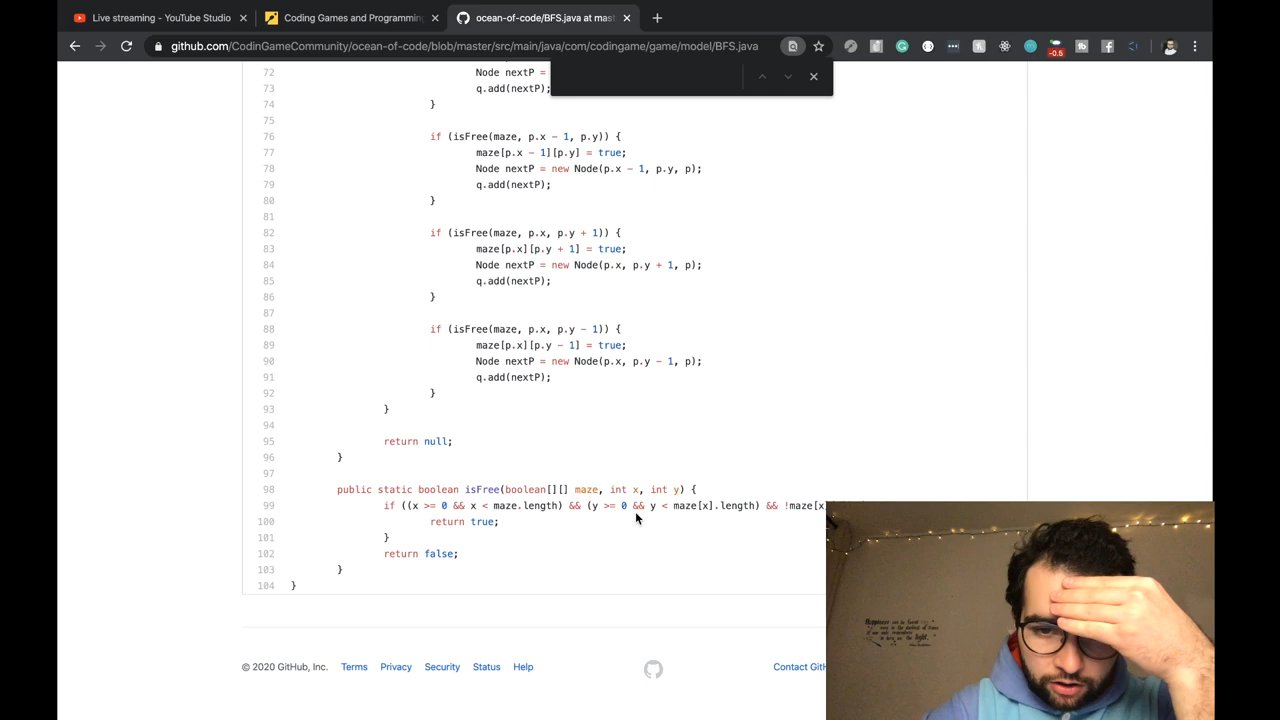 Live streaming - YouTube Studio
Coding Games and Programmin
ocean-of-code/BFS.java at mas
github.com/CodinGameCommunity/ocean-of-code/blob/master/src/main/java/com/codingame/game/model/BFS.java
-0.5
72 Node nextP =
73 q.add(nextP);
74 }
75
76 if (isFree(maze, p.x - 1, p.y)) {
77 maze[p.x - 1][p.y] = true;
78 Node nextP = new Node(p.x - 1, p.y, p);
79 q.add(nextP);
80 }
81
82 if (isFree(maze, p.x, p.y + 1)) {
83 maze[p.x][p.y + 1] = true;
84 Node nextP = new Node(p.x, p.y + 1, p);
85 q.add(nextP);
86 }
87
88 if (isFree(maze, p.x, p.y - 1)) {
89 maze[p.x][p.y - 1] = true;
90 Node nextP = new Node(p.x, p.y - 1, p);
91 q.add(nextP);
92 }
93 }
94
95 return null;
96 }
97
98 public static boolean isFree(boolean[][] maze, int x, int y) {
99 if ((x >= 0 && x < maze.length) && (y >= 0 && y < maze[x].length) && !maze[x]
100 return true;
101 }
102 return false;
103 }
104 }
© 2020 GitHub, Inc. Terms Privacy Security Status Help Contact GitH